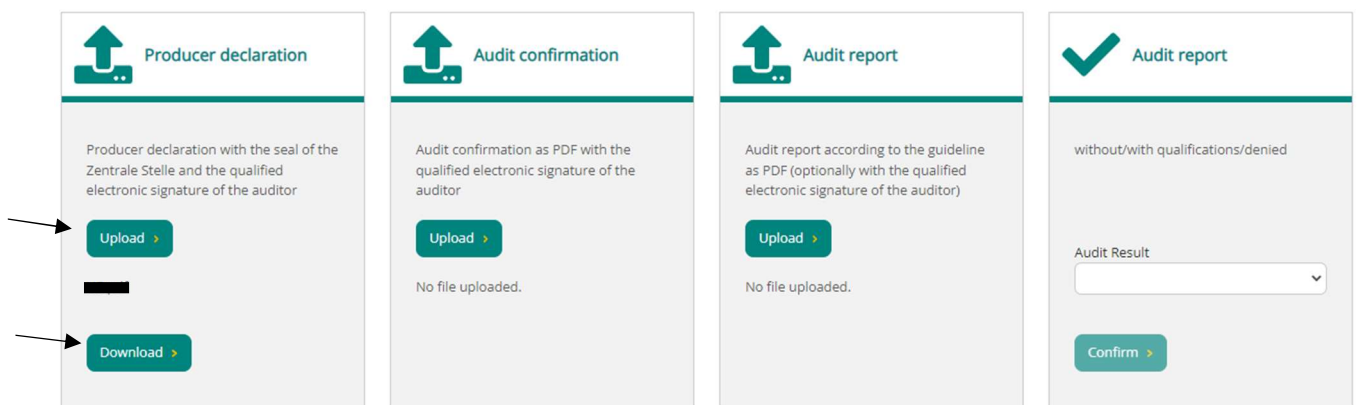 Producer declaration
Producer declaration with the seal of the
Zentrale Stelle and the qualified
electronic signature of the auditor
Upload >
Download >
Audit confirmation
Audit confirmation as PDF with the
qualified electronic signature of the
auditor
Upload >
No file uploaded.
Audit report
Audit report according to the guideline
as PDF (optionally with the qualified
electronic signature of the auditor)
Upload >
No file uploaded.
Audit report
without/with qualifications/denied
Audit Result
Confirm >